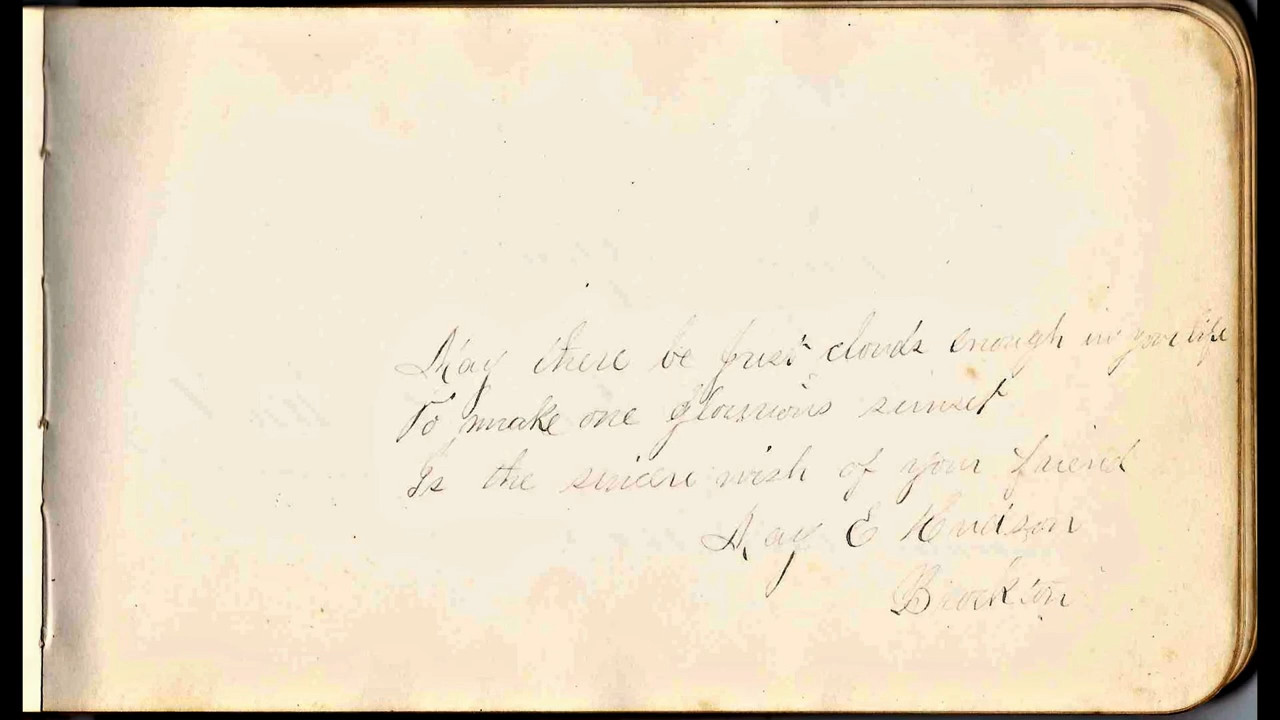 May there be just clouds enough in your life
To make one glorious sunset
Is the sincere wish of your friend
May E Hudson
Brockton